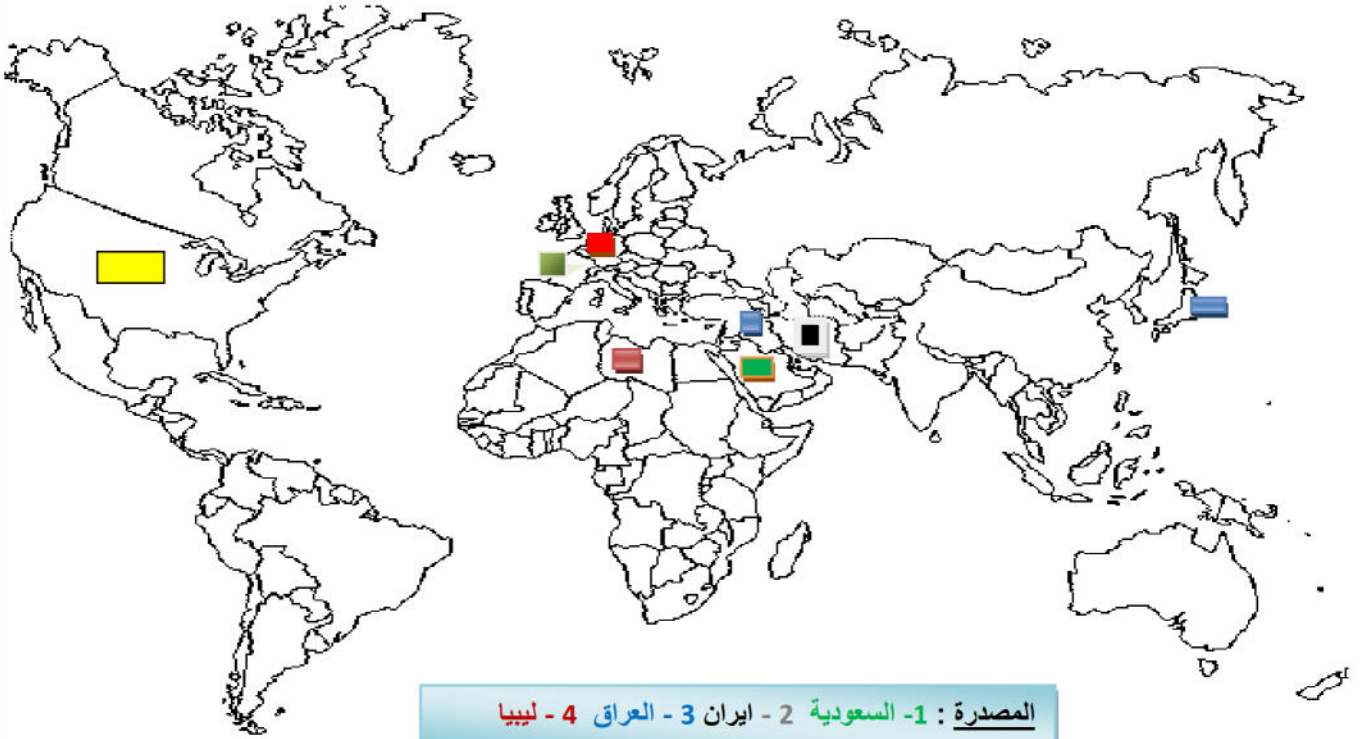 المصدرة : 1- السعودية 2 - ايران 3 - العراق 4 - ليبيا